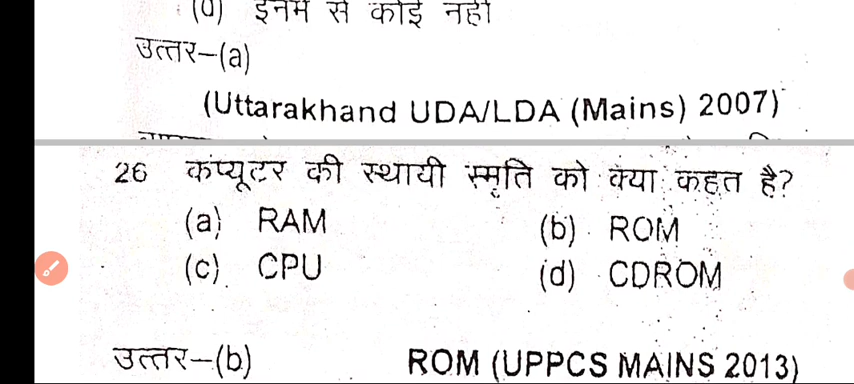 (d) इनमें से कोई नहीं
उत्तर–(a)
(Uttarakhand UDA/LDA (Mains) 2007)
26 कंप्यूटर की स्थायी स्मृति को क्या कहते है?
(a) RAM (b) ROM
(c) CPU (d) CDROM
उत्तर–(b) ROM (UPPCS MAINS 2013)